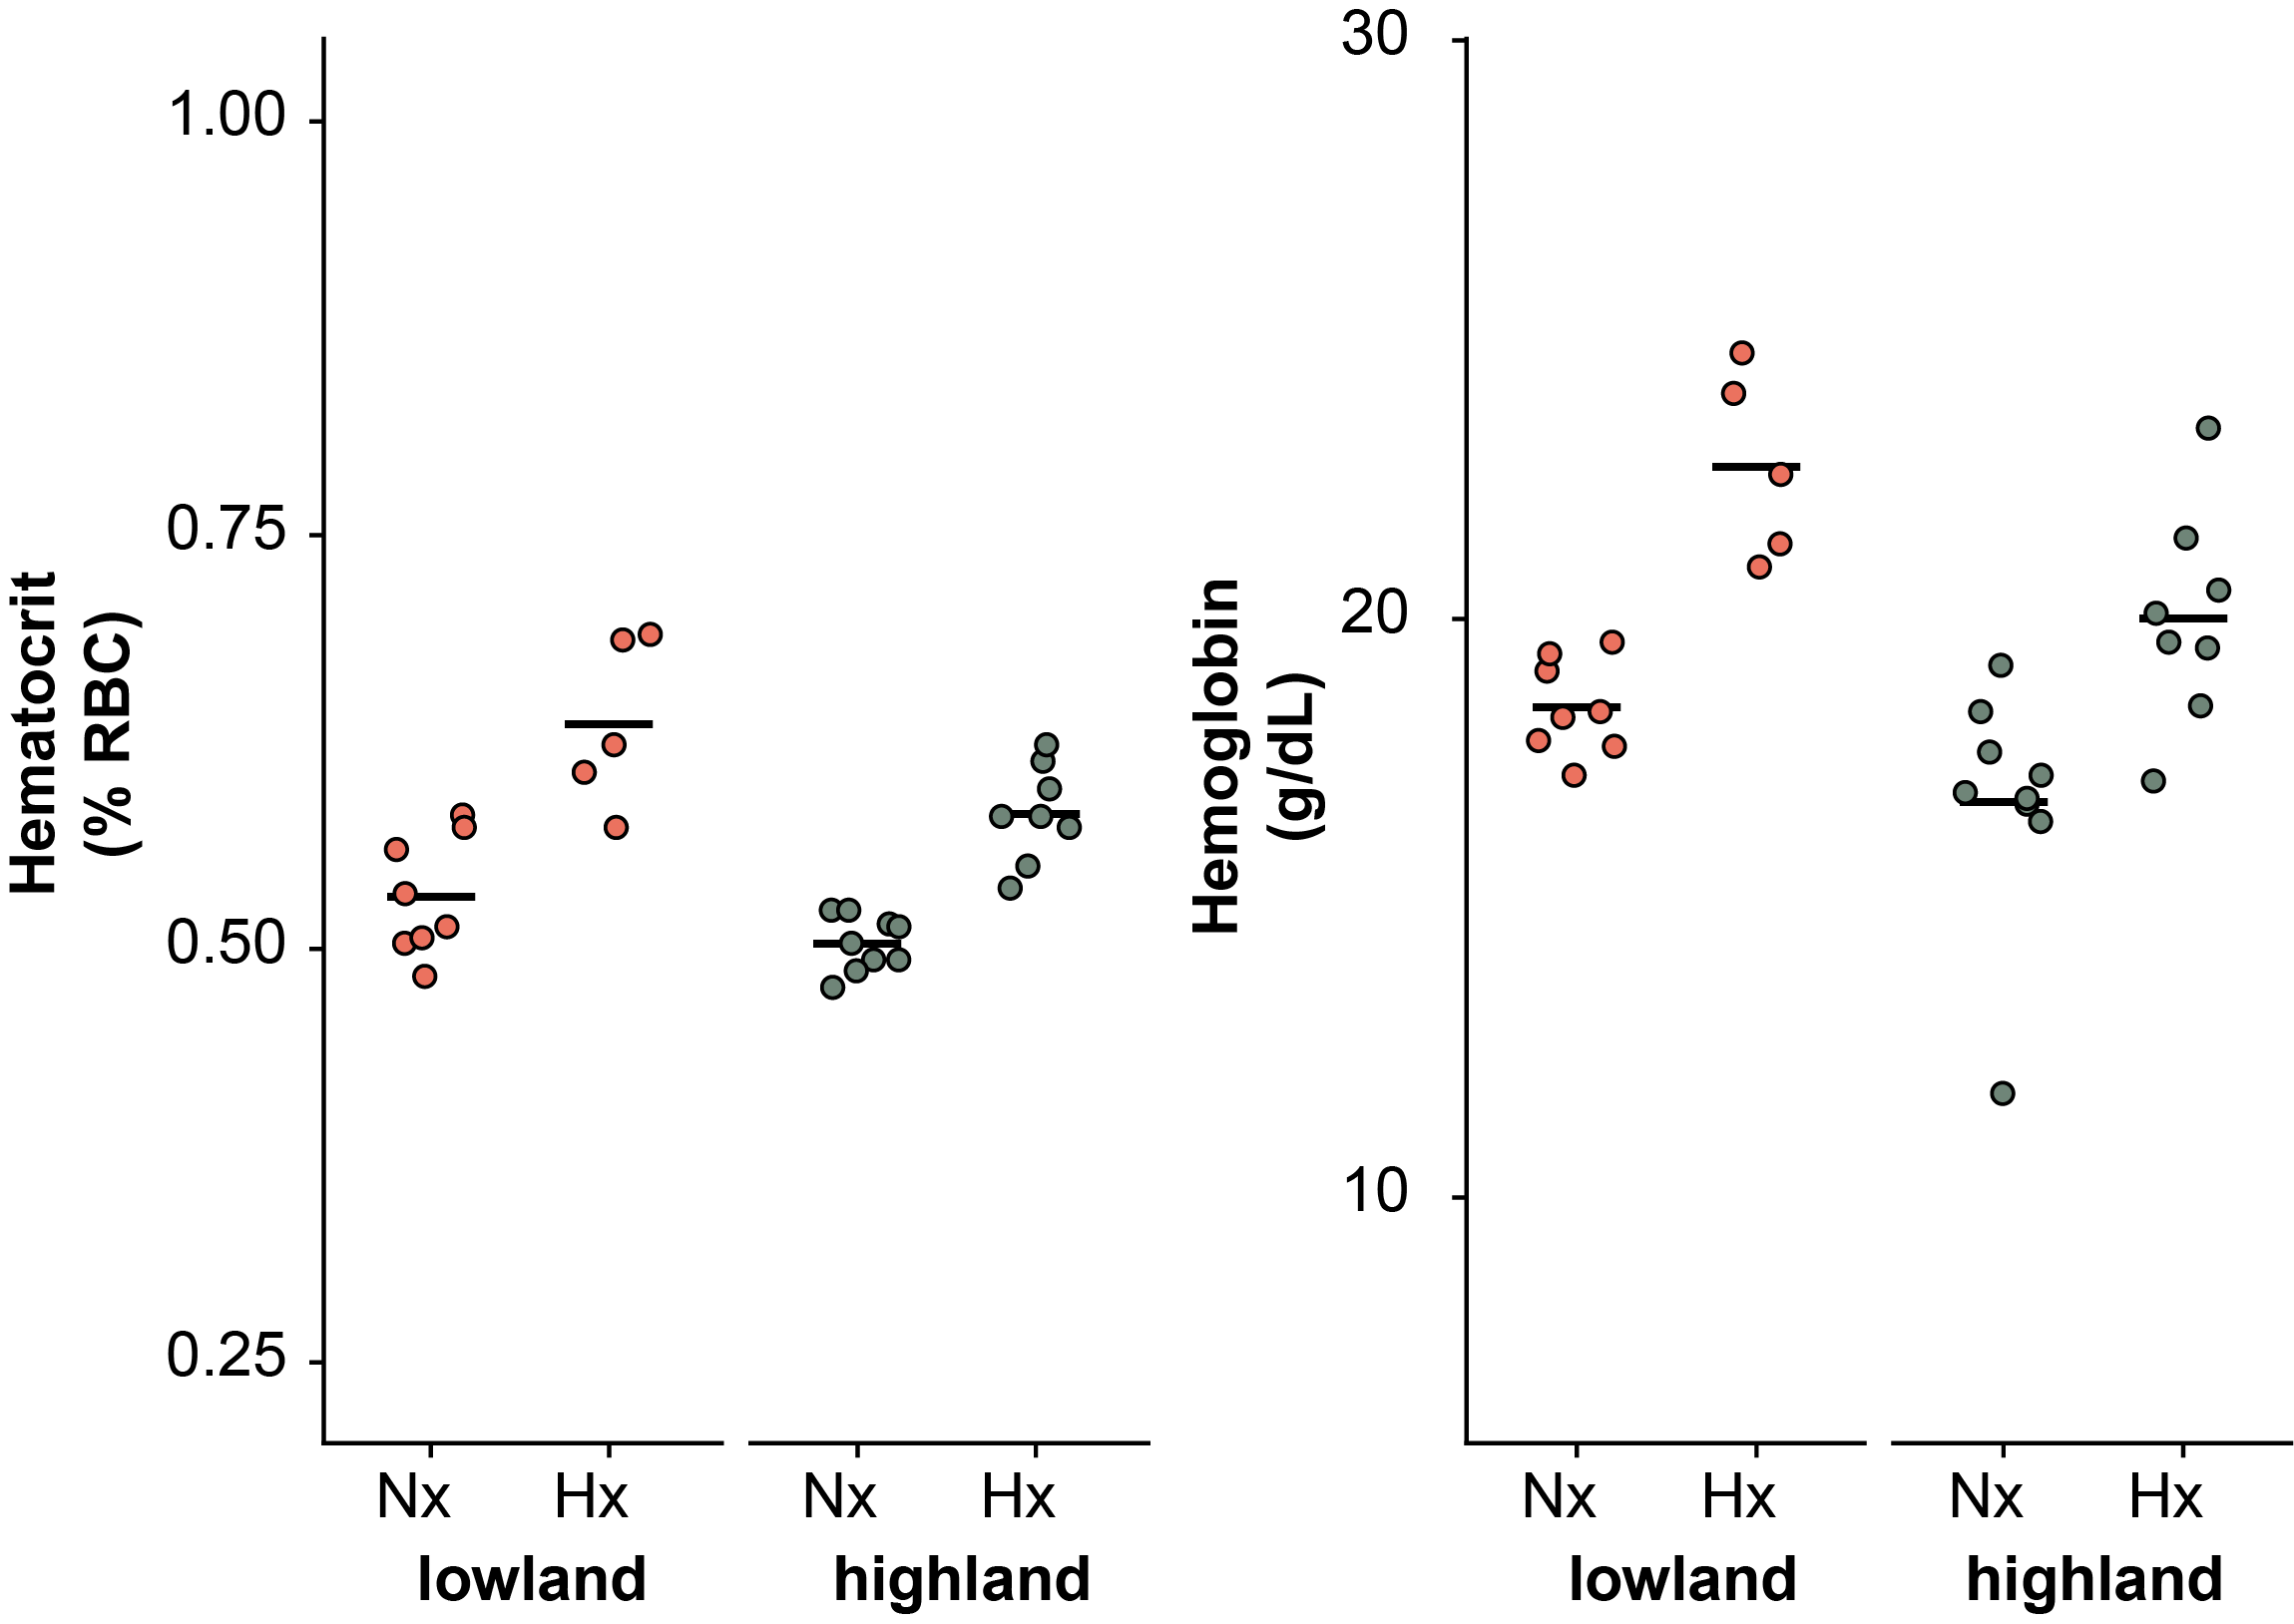 Hematocrit
(% RBC)
1.00
0.75
0.50
0.25
Nx Hx Nx Hx
lowland highland
Hemoglobin
(g/dL)
30
20
10
Nx Hx Nx Hx
lowland highland